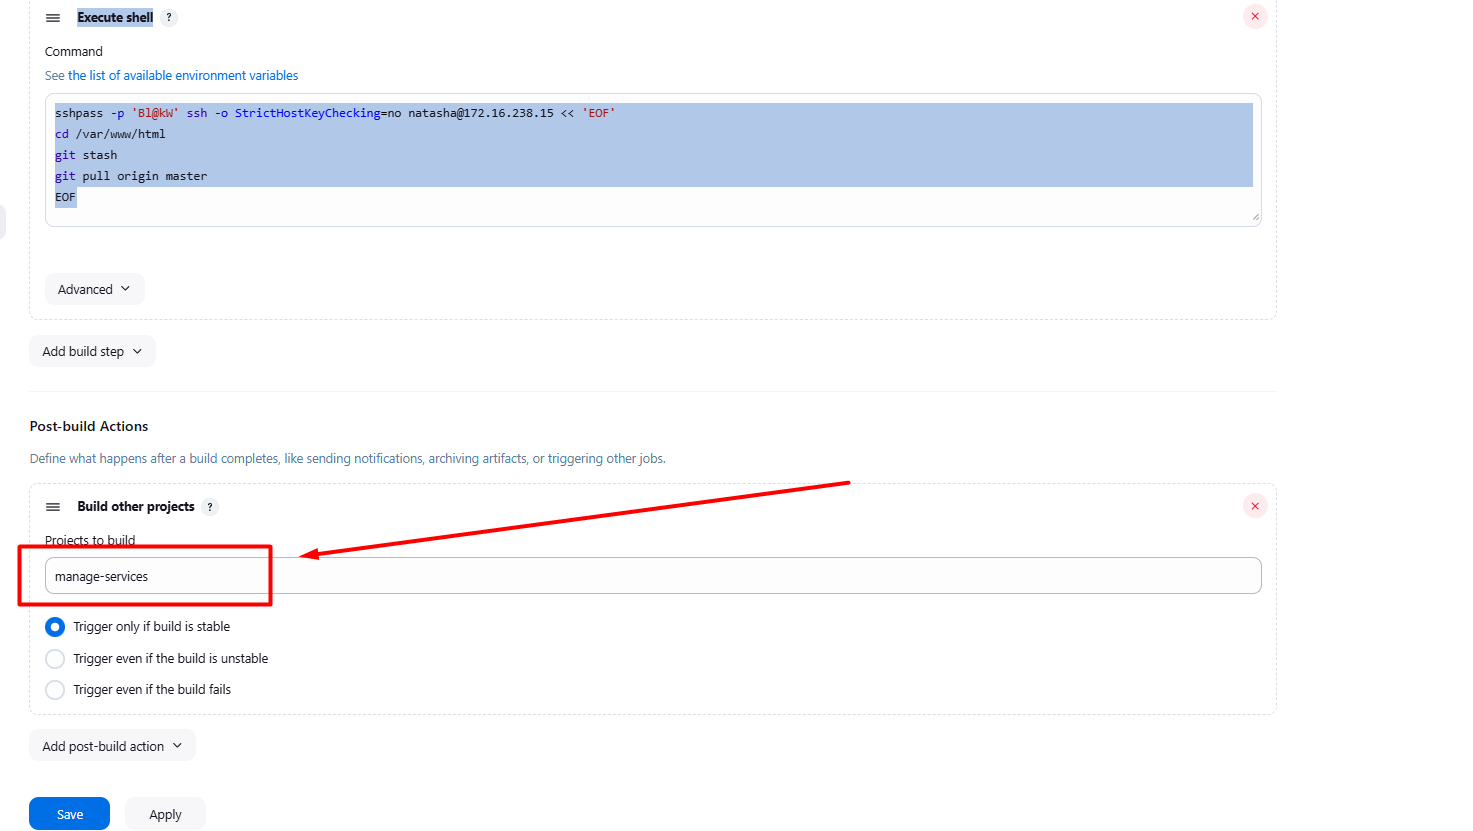 Execute shell ?
Command
See the list of available environment variables
sshpass -p 'Bl@kW' ssh -o StrictHostKeyChecking=no natasha@172.16.238.15 << 'EOF'
cd /var/www/html
git stash
git pull origin master
EOF
Advanced
Add build step
Post-build Actions
Define what happens after a build completes, like sending notifications, archiving artifacts, or triggering other jobs.
Build other projects ?
Projects to build
manage-services
Trigger only if build is stable
Trigger even if the build is unstable
Trigger even if the build fails
Add post-build action
Save Apply